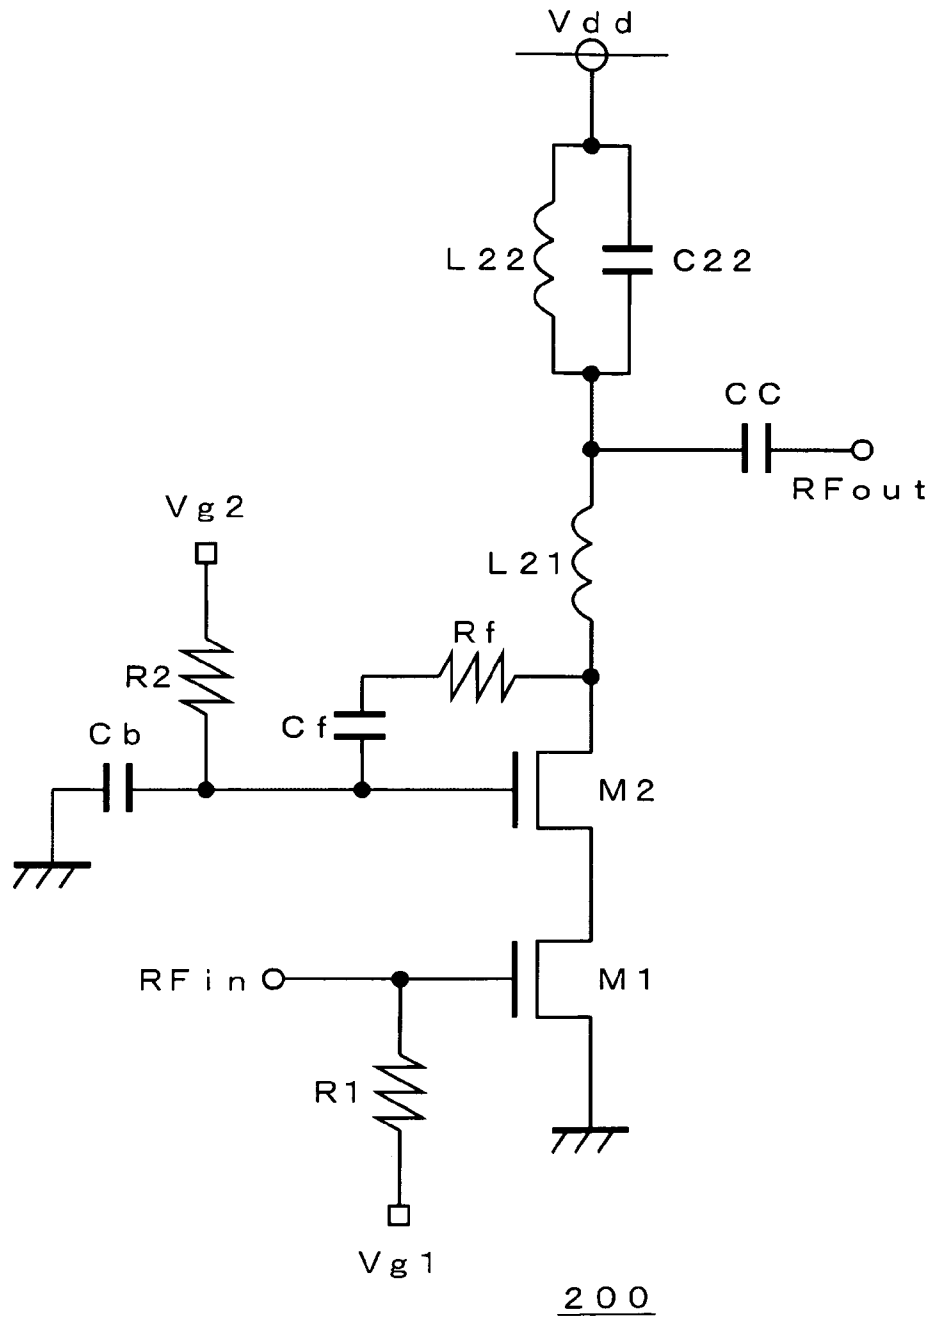 Vdd
L22
C22
CC
RFout
Vg2
L21
Rf
R2
Cf
Cb
M2
RFin
M1
R1
Vg1
200